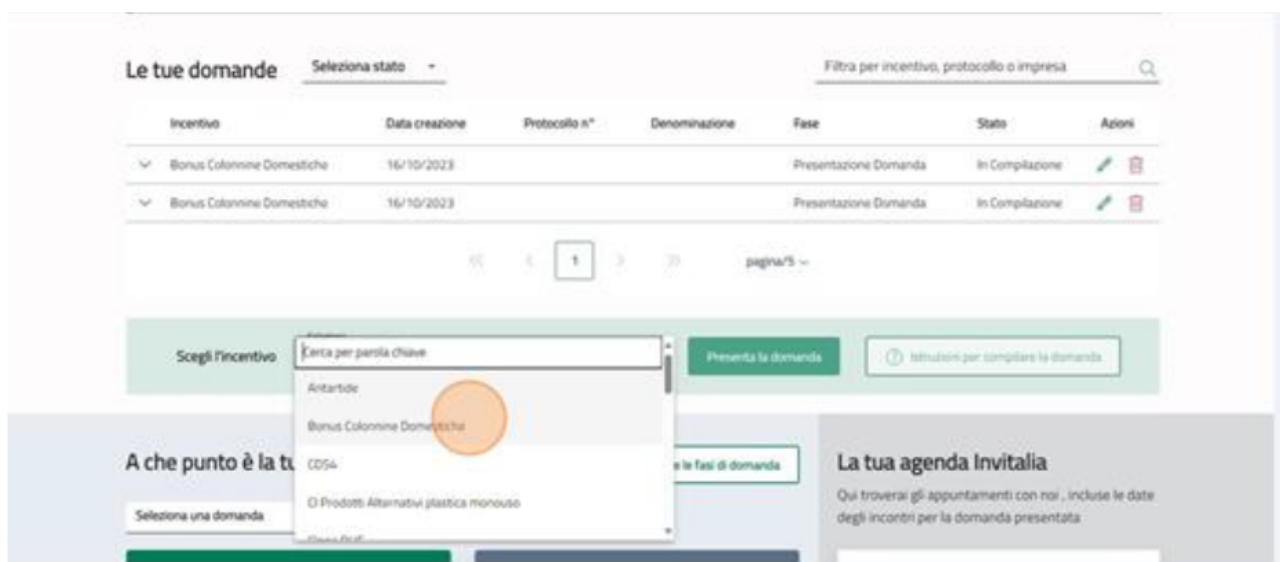 Le tue domande Seleziona stato Filtra per incentivo, protocollo o impresa
Incentivo Data creazione Protocollo n° Denominazione Fase Stato Azioni
Bonus Colonnine Domestiche 16/10/2023 Presentazione Domanda In Compilazione
Bonus Colonnine Domestiche 16/10/2023 Presentazione Domanda In Compilazione
1 pagina/5
Scegli l'incentivo Cerca per parola chiave Presenta la domanda Istruzioni per compilare la domanda
Antartide
Bonus Colonnine Domestiche
A che punto è la tu CDS4 e le fasi di domanda La tua agenda Invitalia
CI Prodotti Alternativi plastica monouso Qui troverai gli appuntamenti con noi , incluse le date
Seleziona una domanda degli incontri per la domanda presentata